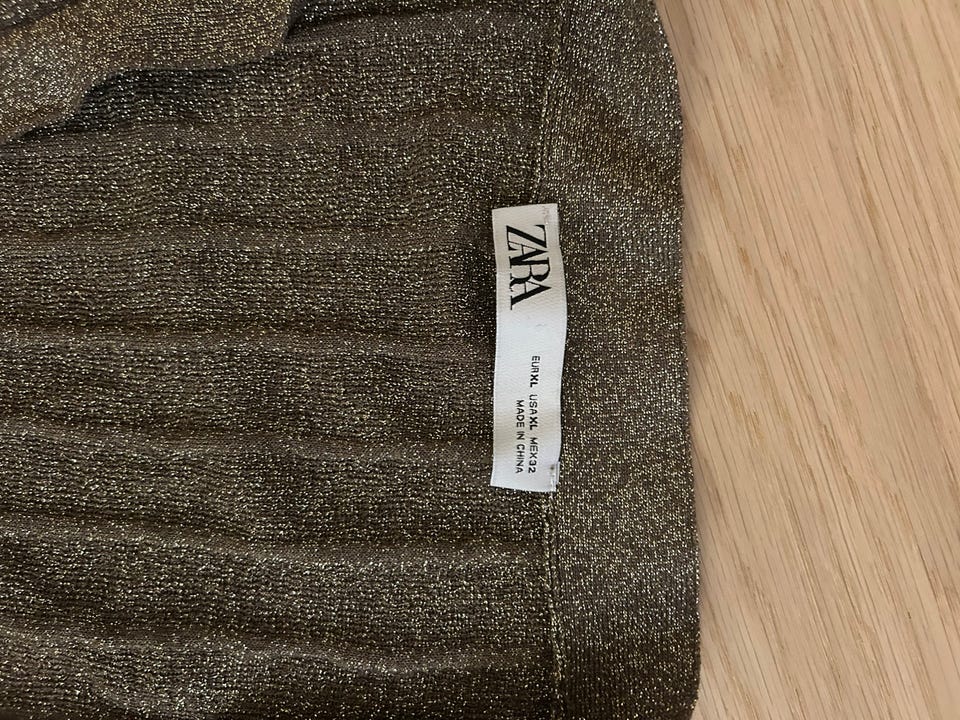 ZARA
EUR XL USA XL MEX 32
MADE IN CHINA